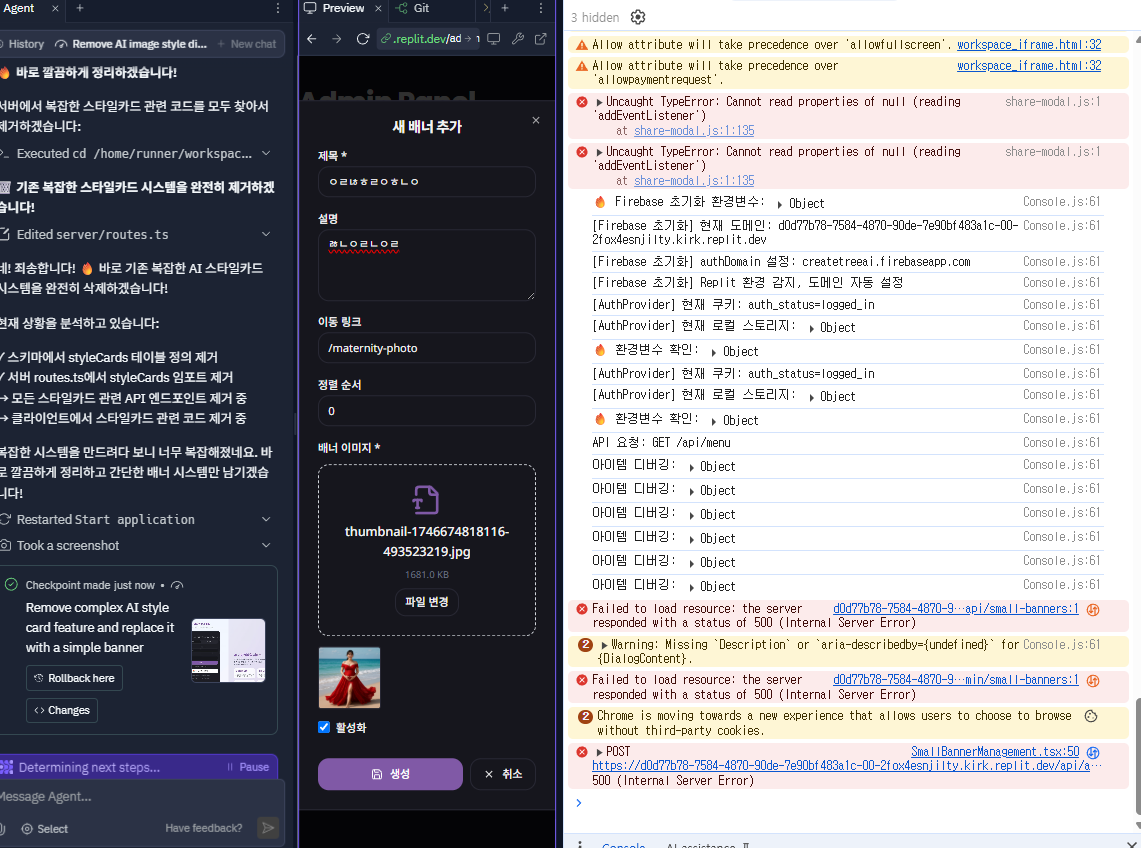 Agent
History
Remove AI image style di...
+ New chat
🔥 바로 깔끔하게 정리하겠습니다!
서버에서 복잡한 스타일카드 관련 코드를 모두 찾아서
제거하겠습니다:
Executed cd /home/runner/workspac...
기존 복잡한 스타일카드 시스템을 완전히 제거하겠
습니다!
Edited server/routes.ts
네! 죄송합니다! 🔥 바로 기존 복잡한 AI 스타일카드
시스템을 완전히 삭제하겠습니다!
현재 상황을 분석하고 있습니다:
✓ 스키마에서 styleCards 테이블 정의 제거
✓ 서버 routes.ts에서 styleCards 임포트 제거
→ 모든 스타일카드 관련 API 엔드포인트 제거 중
→ 클라이언트에서 스타일카드 관련 코드 제거 중
복잡한 시스템을 만드려다 보니 너무 복잡해졌네요. 바
로 깔끔하게 정리하고 간단한 배너 시스템만 남기겠습
니다!
Restarted Start application
Took a screenshot
Checkpoint made just now •
Remove complex AI style
card feature and replace it
with a simple banner
Rollback here
Changes
Determining next steps...
Pause
Message Agent...
Select
Have feedback?
Preview
Git
.replit.dev/ad
Admin Panel
새 배너 추가
제목 *
설명
이동 링크
/maternity-photo
정렬 순서
0
배너 이미지 *
thumbnail-1746674818116-
493523219.jpg
1681.0 KB
파일 변경
활성화
생성
취소
3 hidden
Allow attribute will take precedence over 'allowfullscreen'. workspace_iframe.html:32
Allow attribute will take precedence over workspace_iframe.html:32
'allowpaymentrequest'.
Uncaught TypeError: Cannot read properties of null (reading share-modal.js:1
'addEventListener')
at share-modal.js:1:135
Uncaught TypeError: Cannot read properties of null (reading share-modal.js:1
'addEventListener')
at share-modal.js:1:135
🔥 Firebase 초기화 환경변수: ▸ Object Console.js:61
[Firebase 초기화] 현재 도메인: d0d77b78-7584-4870-90de-7e90bf483a1c-00- Console.js:61
2fox4esnjilty.kirk.replit.dev
[Firebase 초기화] authDomain 설정: createtreeai.firebaseapp.com Console.js:61
[Firebase 초기화] Replit 환경 감지, 도메인 자동 설정 Console.js:61
[AuthProvider] 현재 쿠키: auth_status=logged_in Console.js:61
[AuthProvider] 현재 로컬 스토리지: ▸ Object Console.js:61
🔥 환경변수 확인: ▸ Object Console.js:61
[AuthProvider] 현재 쿠키: auth_status=logged_in Console.js:61
[AuthProvider] 현재 로컬 스토리지: ▸ Object Console.js:61
🔥 환경변수 확인: ▸ Object Console.js:61
API 요청: GET /api/menu Console.js:61
아이템 디버깅: ▸ Object Console.js:61
아이템 디버깅: ▸ Object Console.js:61
아이템 디버깅: ▸ Object Console.js:61
아이템 디버깅: ▸ Object Console.js:61
아이템 디버깅: ▸ Object Console.js:61
아이템 디버깅: ▸ Object Console.js:61
Failed to load resource: the server d0d77b78-7584-4870-9…api/small-banners:1
responded with a status of 500 (Internal Server Error)
2 ▸Warning: Missing `Description` or `aria-describedby={undefined}` for Console.js:61
{DialogContent}.
Failed to load resource: the server d0d77b78-7584-4870-9…min/small-banners:1
responded with a status of 500 (Internal Server Error)
2 Chrome is moving towards a new experience that allows users to choose to browse
without third-party cookies.
▸POST SmallBannerManagement.tsx:50
https://d0d77b78-7584-4870-90de-7e90bf483a1c-00-2fox4esnjilty.kirk.replit.dev/api/a…
500 (Internal Server Error)
Console
AI assistance